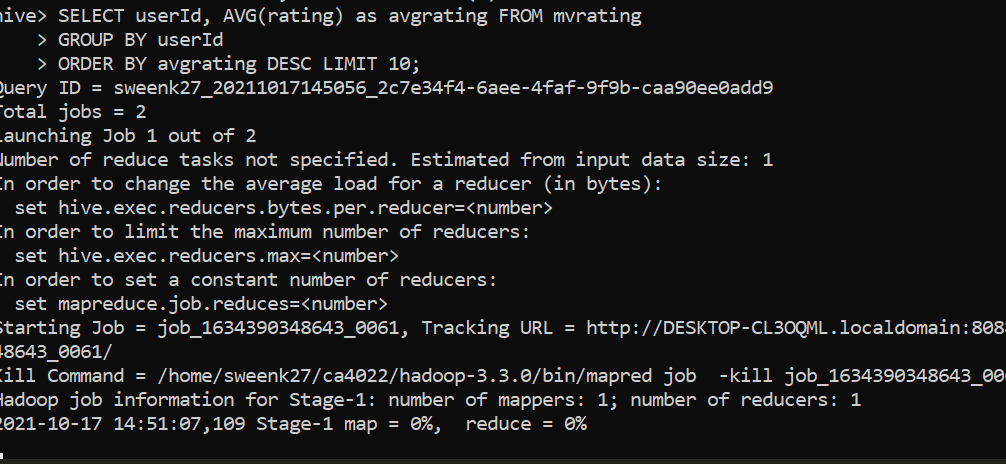 hive> SELECT userId, AVG(rating) as avgrating FROM mvrating
    > GROUP BY userId
    > ORDER BY avgrating DESC LIMIT 10;
Query ID = sweenk27_20211017145056_2c7e34f4-6aee-4faf-9f9b-caa90ee0add9
Total jobs = 2
Launching Job 1 out of 2
Number of reduce tasks not specified. Estimated from input data size: 1
In order to change the average load for a reducer (in bytes):
  set hive.exec.reducers.bytes.per.reducer=<number>
In order to limit the maximum number of reducers:
  set hive.exec.reducers.max=<number>
In order to set a constant number of reducers:
  set mapreduce.job.reduces=<number>
Starting Job = job_1634390348643_0061, Tracking URL = http://DESKTOP-CL3OQML.localdomain:808
48643_0061/
Kill Command = /home/sweenk27/ca4022/hadoop-3.3.0/bin/mapred job  -kill job_1634390348643_00
Hadoop job information for Stage-1: number of mappers: 1; number of reducers: 1
2021-10-17 14:51:07,109 Stage-1 map = 0%,  reduce = 0%